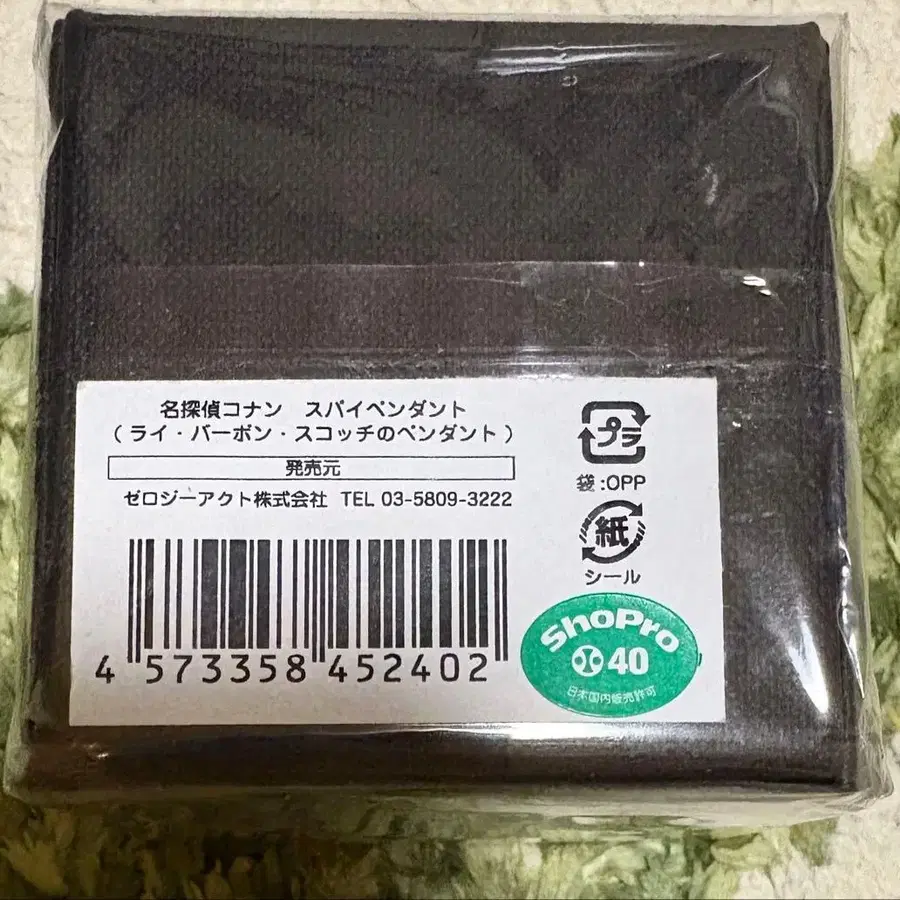 名探偵コナン　スパイペンダント
（ ライ・バーボン・スコッチのペンダント ）
発売元
ゼロジーアクト株式会社　TEL 03-5809-3222
4 573358 452402
プラ
袋:OPP
紙
シール
ShoPro
40
日本国内販売許可